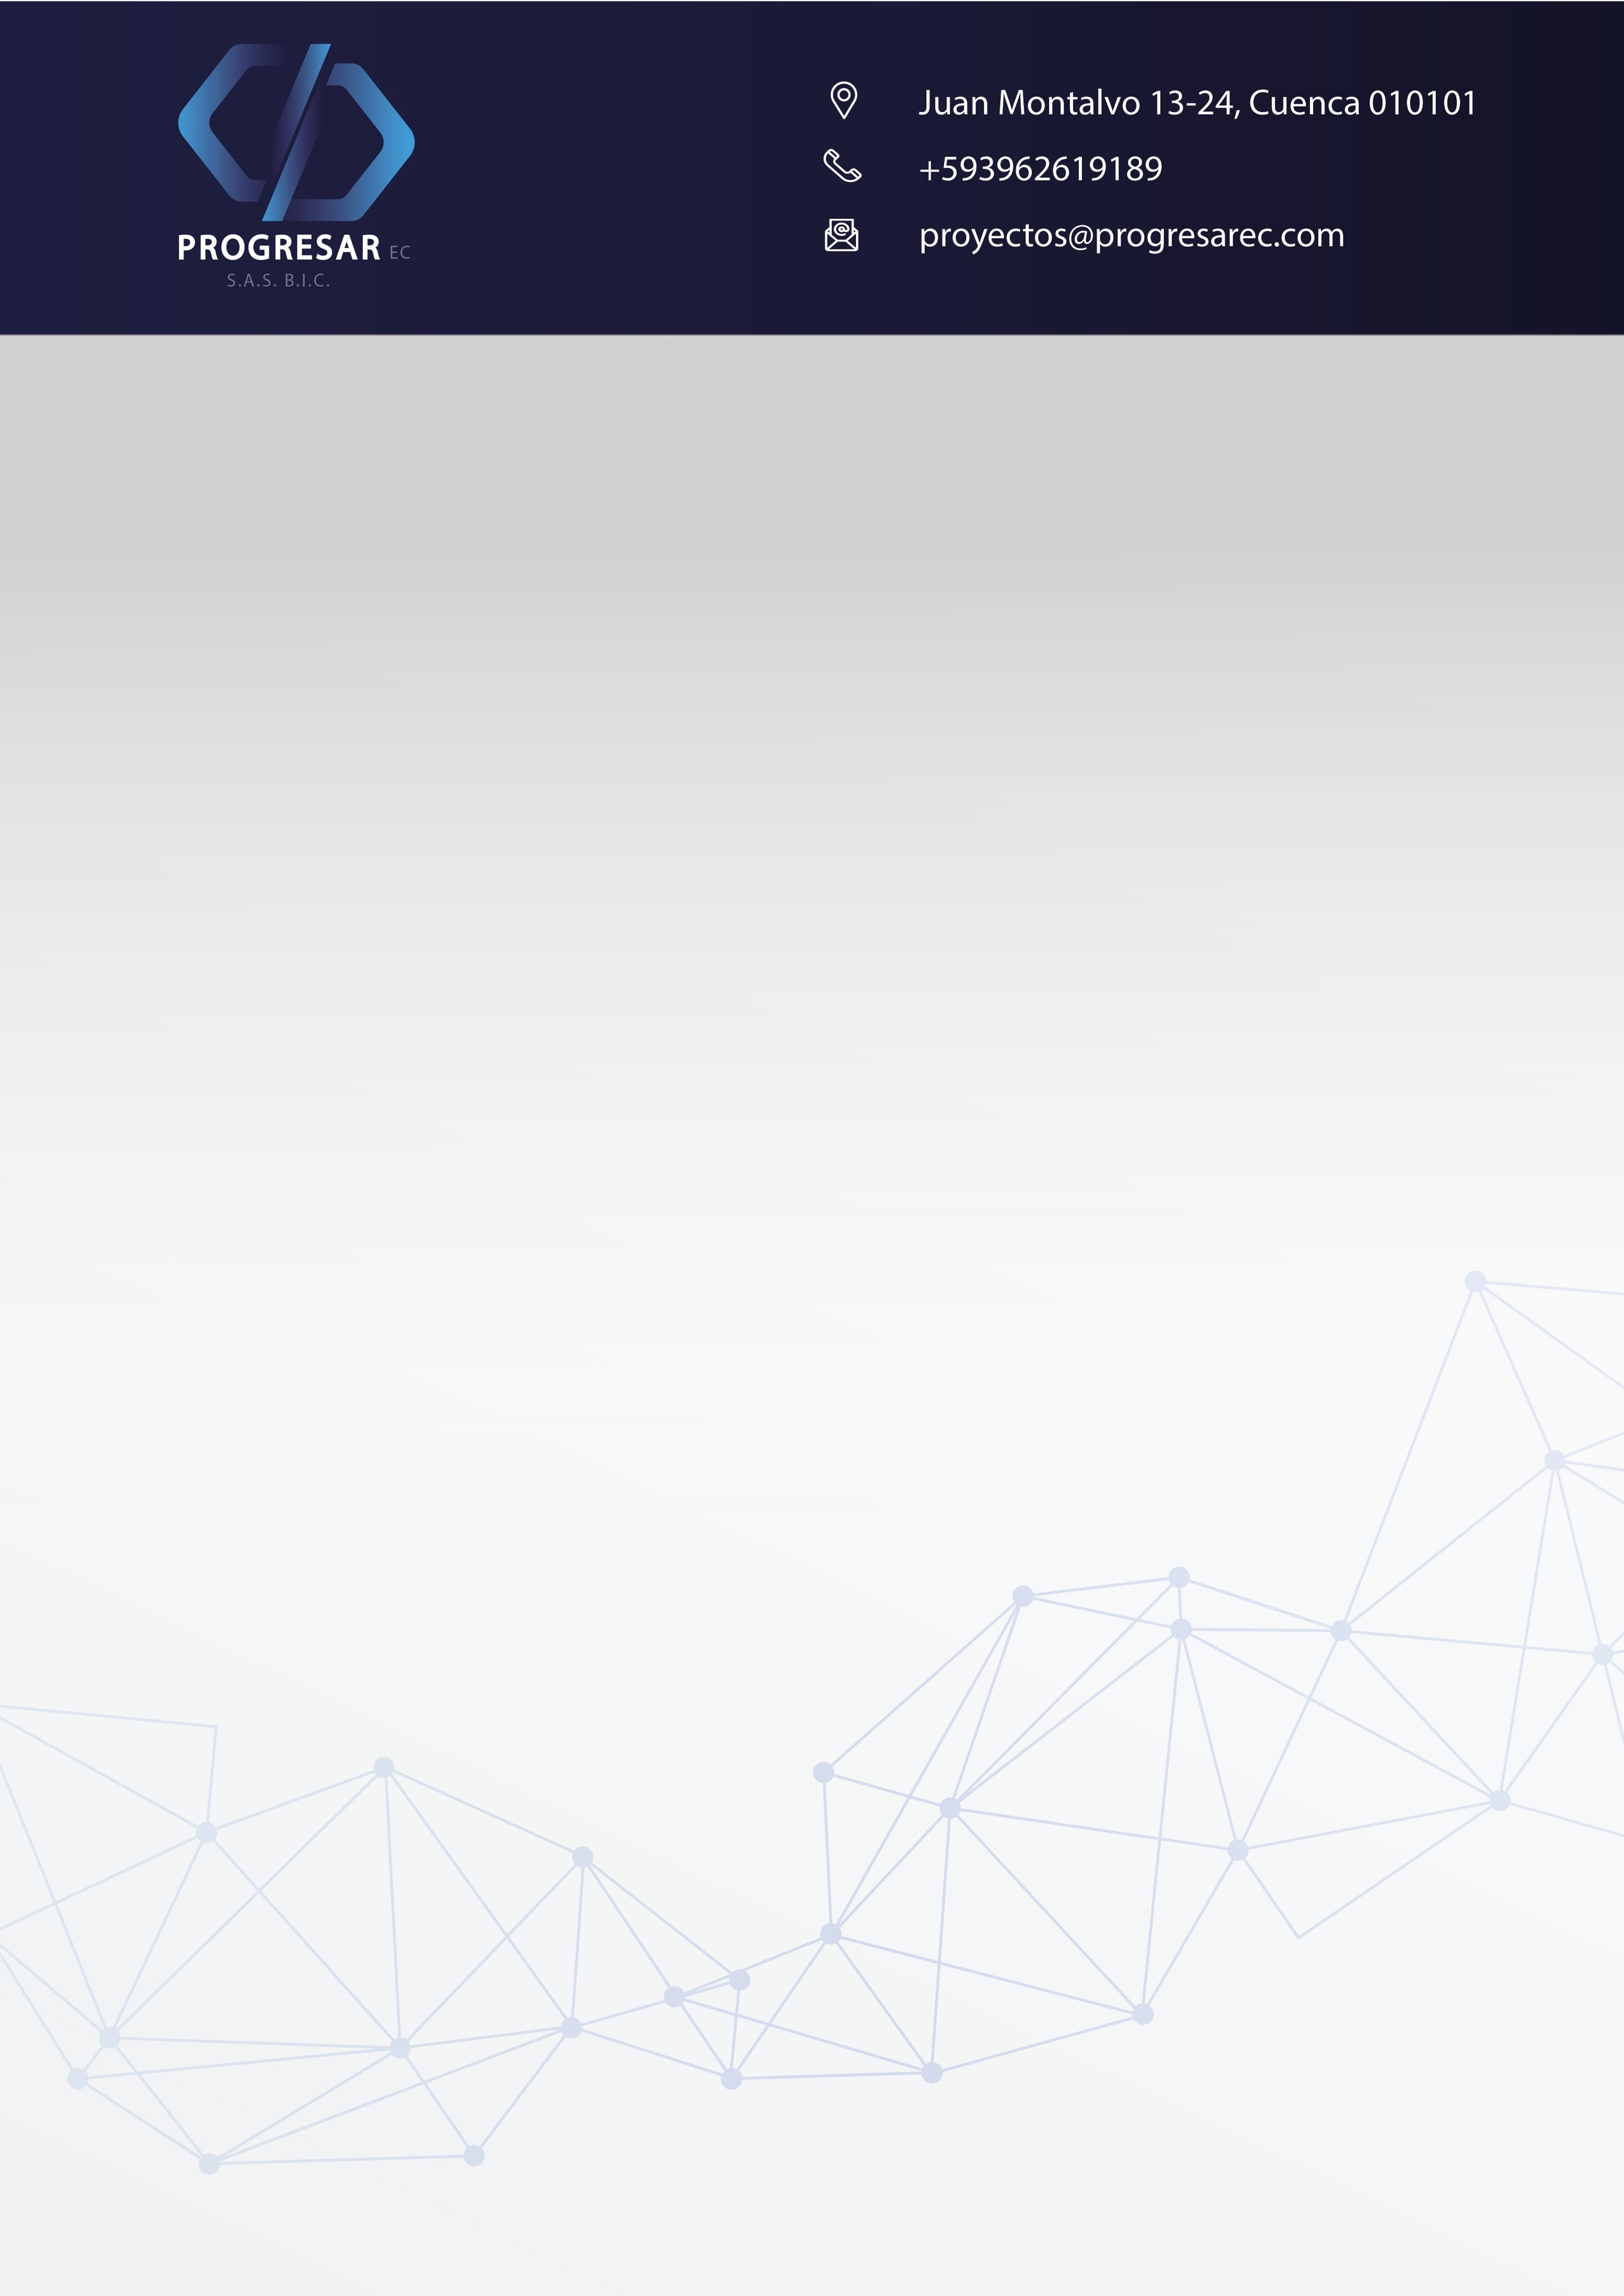 PROGRESAR EC
S.A.S. B.I.C.
Juan Montalvo 13-24, Cuenca 010101
+593962619189
proyectos@progresarec.com